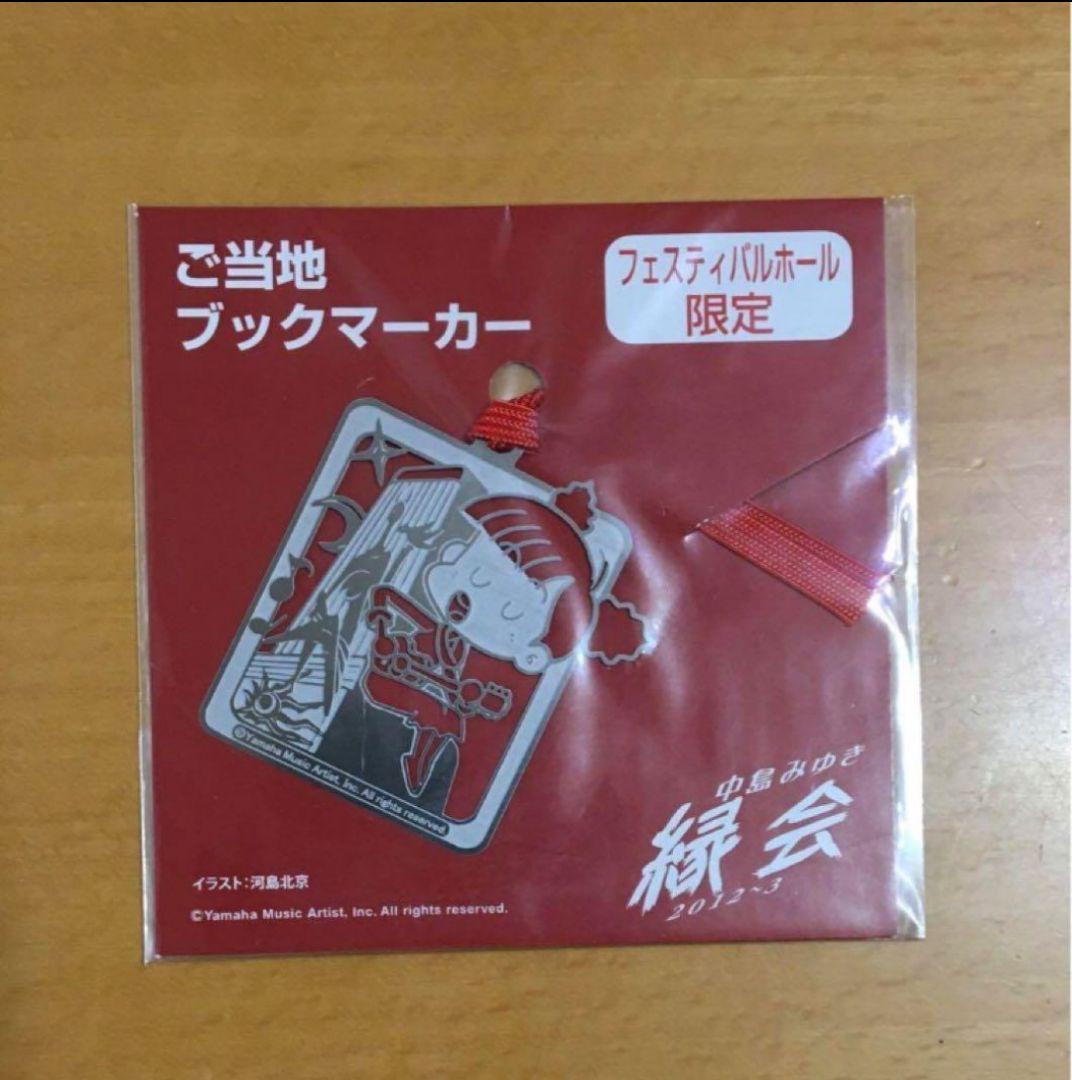 ご当地
ブックマーカー
フェスティバルホール
限定
©Yamaha Music Artist, Inc. All rights reserved.
中島みゆき
縁会
2012~3
イラスト:河島北京
©Yamaha Music Artist, Inc. All rights reserved.